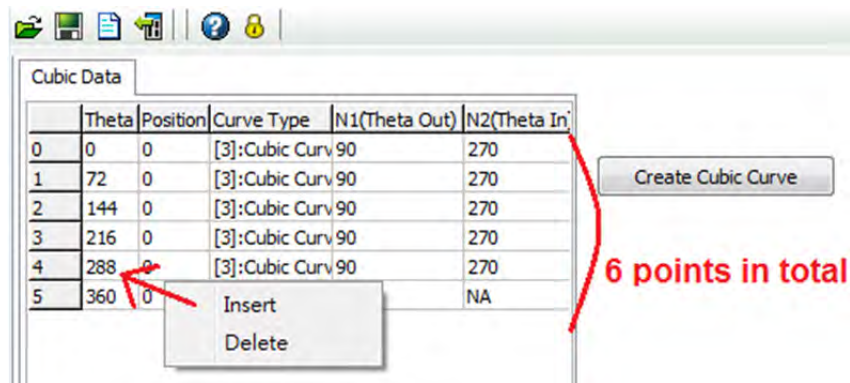 Cubic Data
Theta Position Curve Type N1(Theta Out) N2(Theta In)
0 0 0 [3]:Cubic Curv 90 270
1 72 0 [3]:Cubic Curv 90 270
Create Cubic Curve
2 144 0 [3]:Cubic Curv 90 270
3 216 0 [3]:Cubic Curv 90 270
4 288 0 [3]:Cubic Curv 90 270
6 points in total
5 360 0 NA
Insert
Delete